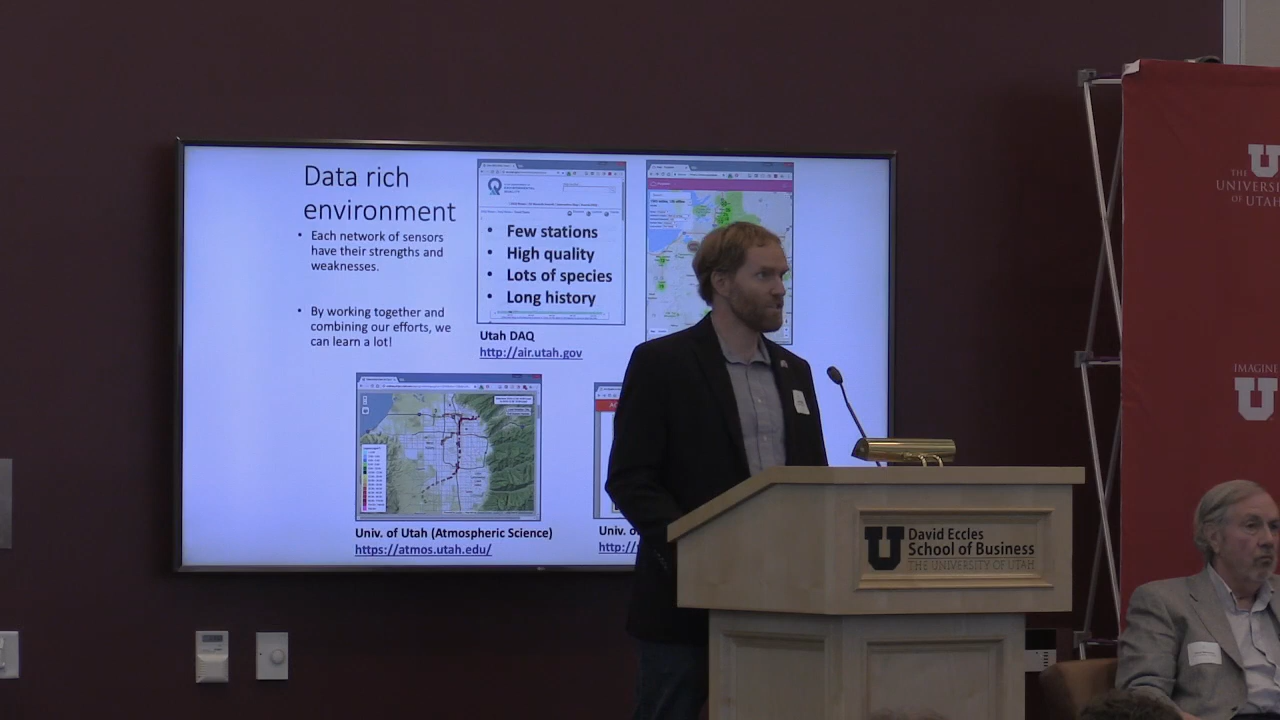 Data rich
environment
• Each network of sensors
have their strengths and
weaknesses.
• By working together and
combining our efforts, we
can learn a lot!
• Few stations
• High quality
• Lots of species
• Long history
Utah DAQ
http://air.utah.gov
Univ. of Utah (Atmospheric Science)
https://atmos.utah.edu/
Univ. o
http://
U David Eccles
School of Business
THE UNIVERSITY OF UTAH
U
THE
UNIVERSI
OF UTAH
IMAGINE
U